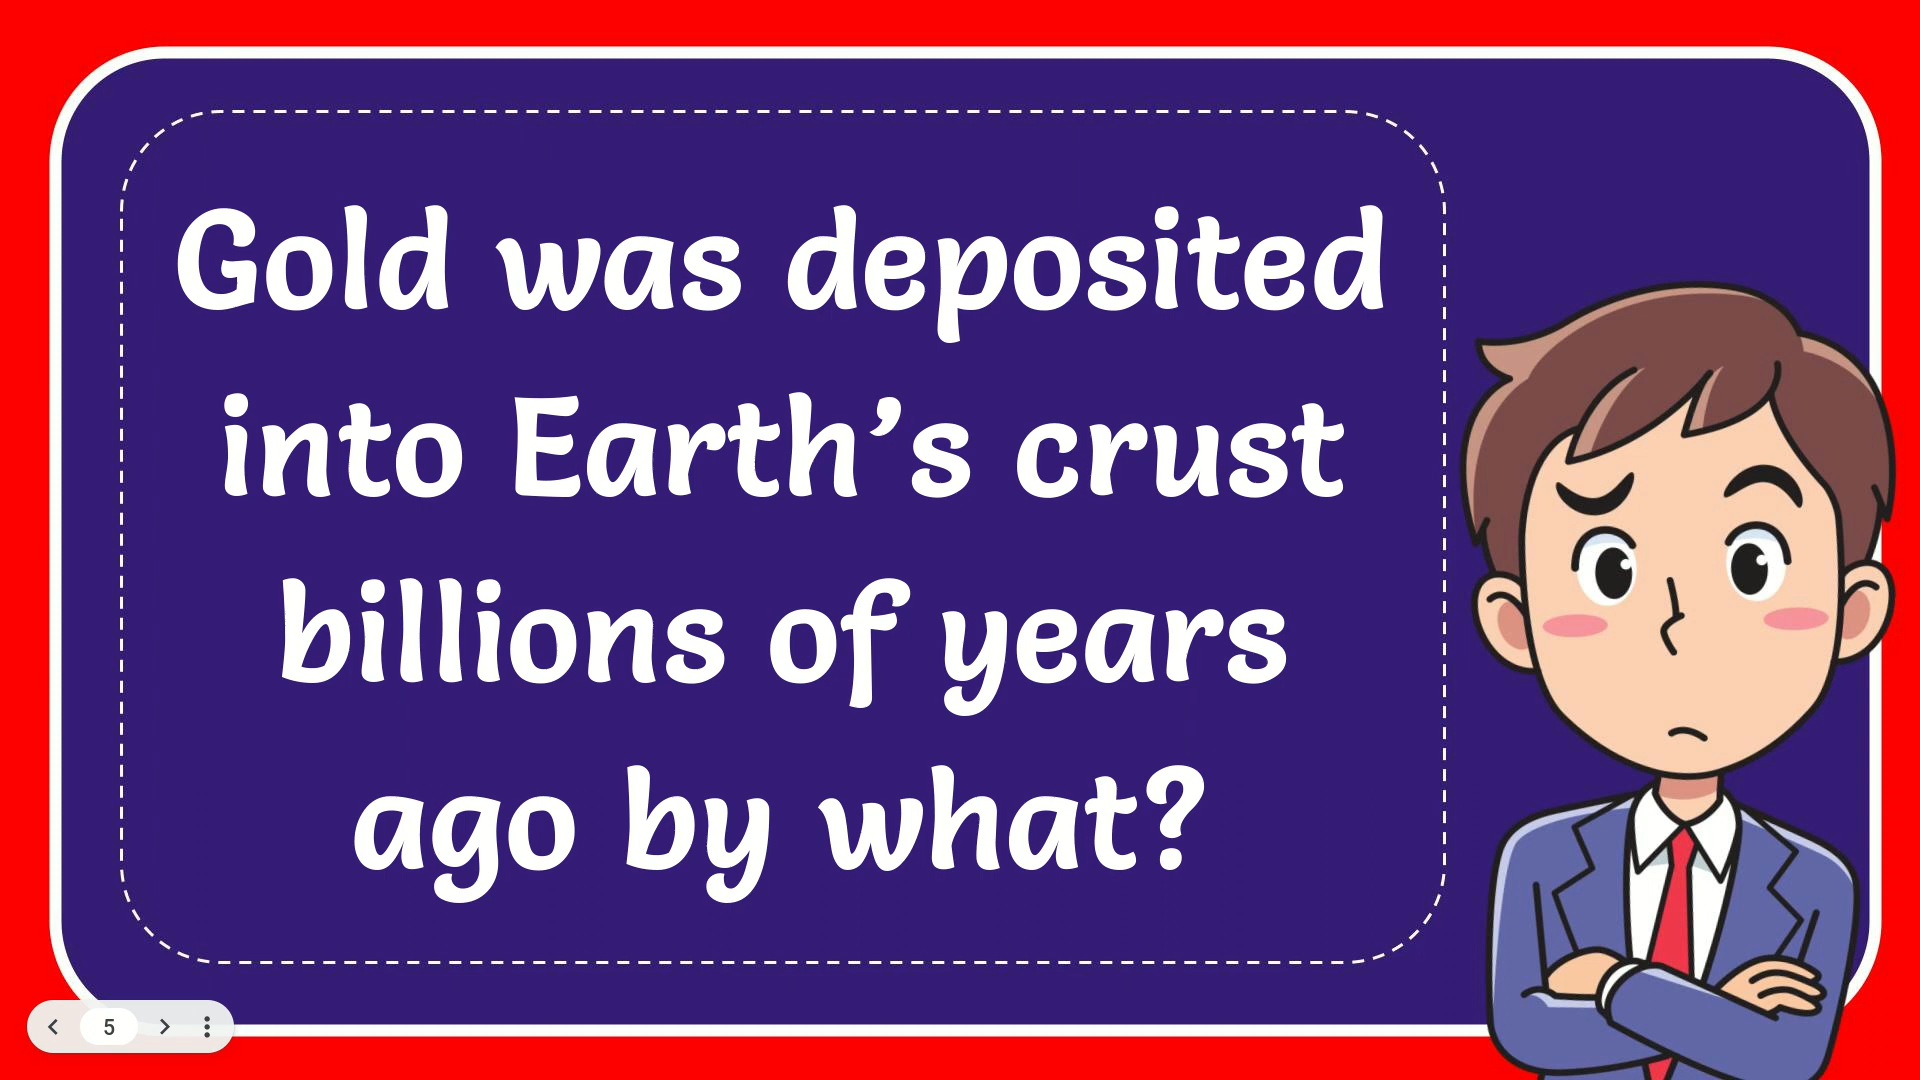 Gold was deposited
into Earth’s crust
billions of years
ago by what?
5